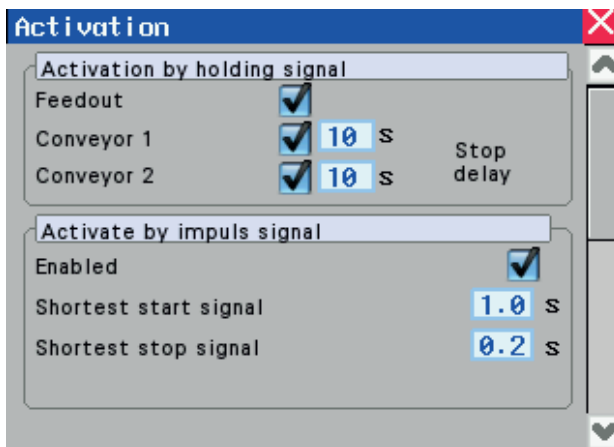 Activation
Activation by holding signal
Feedout
Conveyor 1 10 s
Stop
Conveyor 2 10 s delay
Activate by impuls signal
Enabled
Shortest start signal 1.0 s
Shortest stop signal 0.2 s